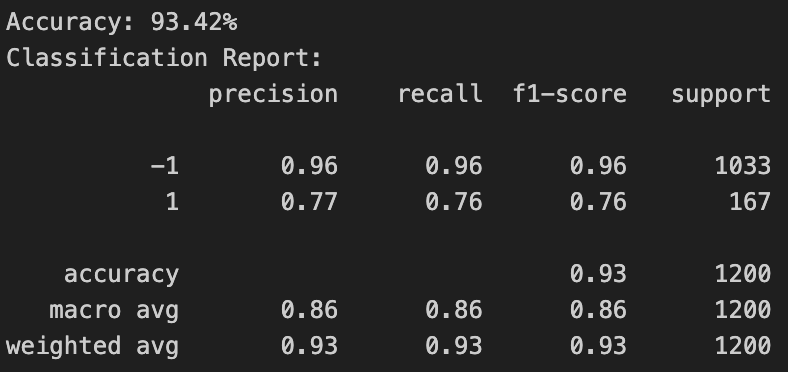 Accuracy: 93.42%
Classification Report:
precision recall f1-score support
-1 0.96 0.96 0.96 1033
1 0.77 0.76 0.76 167
accuracy 0.93 1200
macro avg 0.86 0.86 0.86 1200
weighted avg 0.93 0.93 0.93 1200